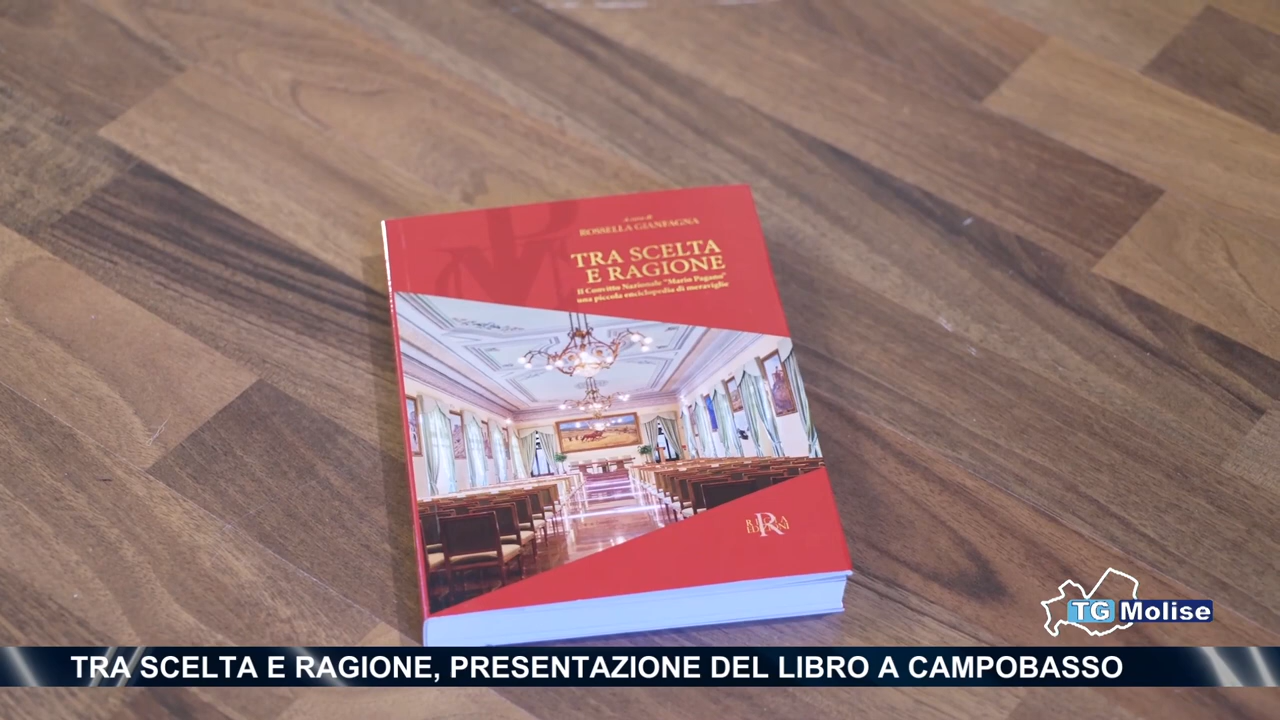 A cura di
ROSSELLA GIANFAGNA
TRA SCELTA
E RAGIONE
Il Convitto Nazionale "Mario Pagano"
una piccola enciclopedia di meraviglie
R
EDIZIONI
TG Molise
TRA SCELTA E RAGIONE, PRESENTAZIONE DEL LIBRO A CAMPOBASSO